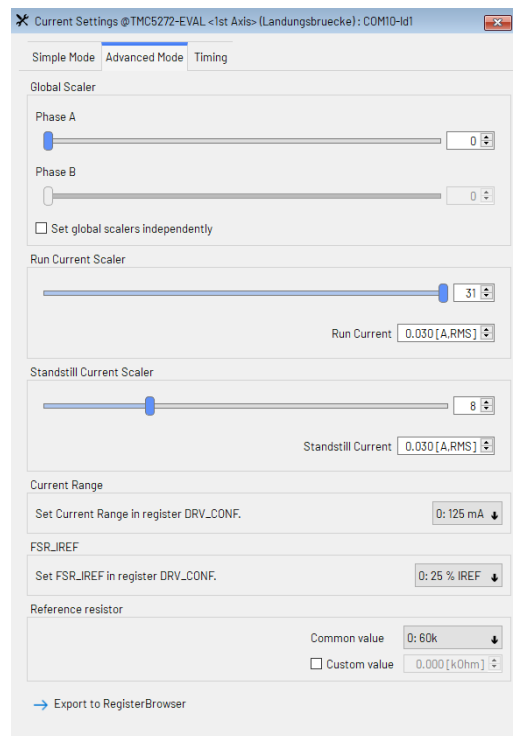 Current Settings @TMC5272-EVAL <1st Axis> (Landungsbruecke) : COM10-Id1
Simple Mode Advanced Mode Timing
Global Scaler
Phase A
0
Phase B
0
Set global scalers independently
Run Current Scaler
31
Run Current 0.030 [A,RMS]
Standstill Current Scaler
8
Standstill Current 0.030 [A,RMS]
Current Range
Set Current Range in register DRV_CONF.
0: 125 mA
FSR_IREF
Set FSR_IREF in register DRV_CONF.
0: 25 % IREF
Reference resistor
Common value 0: 60k
Custom value 0.000 [kOhm]
Export to RegisterBrowser